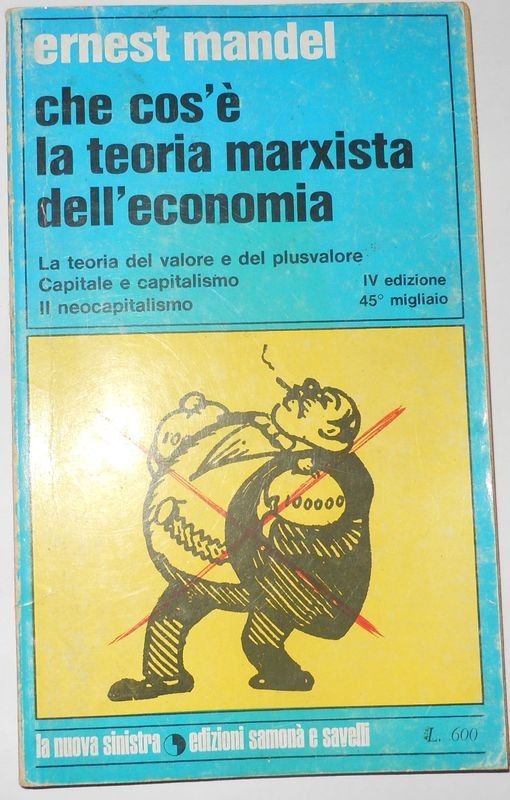 ernest mandel
che cos'è
la teoria marxista
dell'economia
La teoria del valore e del plusvalore
Capitale e capitalismo
Il neocapitalismo
IV edizione
45° migliaio
100000
la nuova sinistra edizioni samonà e savelli
L. 600